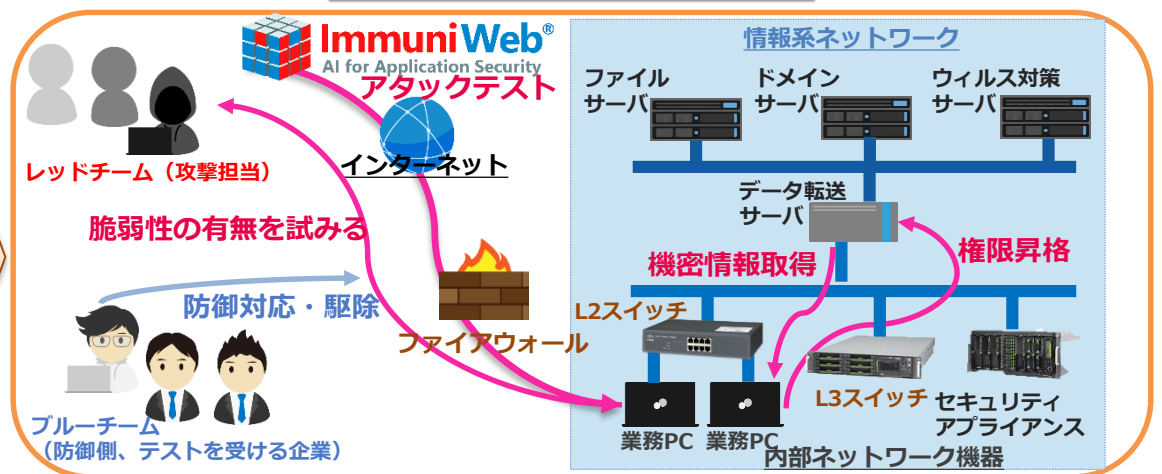 ImmuniWeb®
AI for Application Security
アタックテスト
インターネット
レッドチーム（攻撃担当）
脆弱性の有無を試みる
防御対応・駆除
ファイアウォール
ブルーチーム
（防御側、テストを受ける企業）
情報系ネットワーク
ファイル
サーバ
ドメイン
サーバ
ウィルス対策
サーバ
データ転送
サーバ
機密情報取得
権限昇格
L2スイッチ
L3スイッチ
セキュリティ
アプライアンス
業務PC
業務PC
内部ネットワーク機器